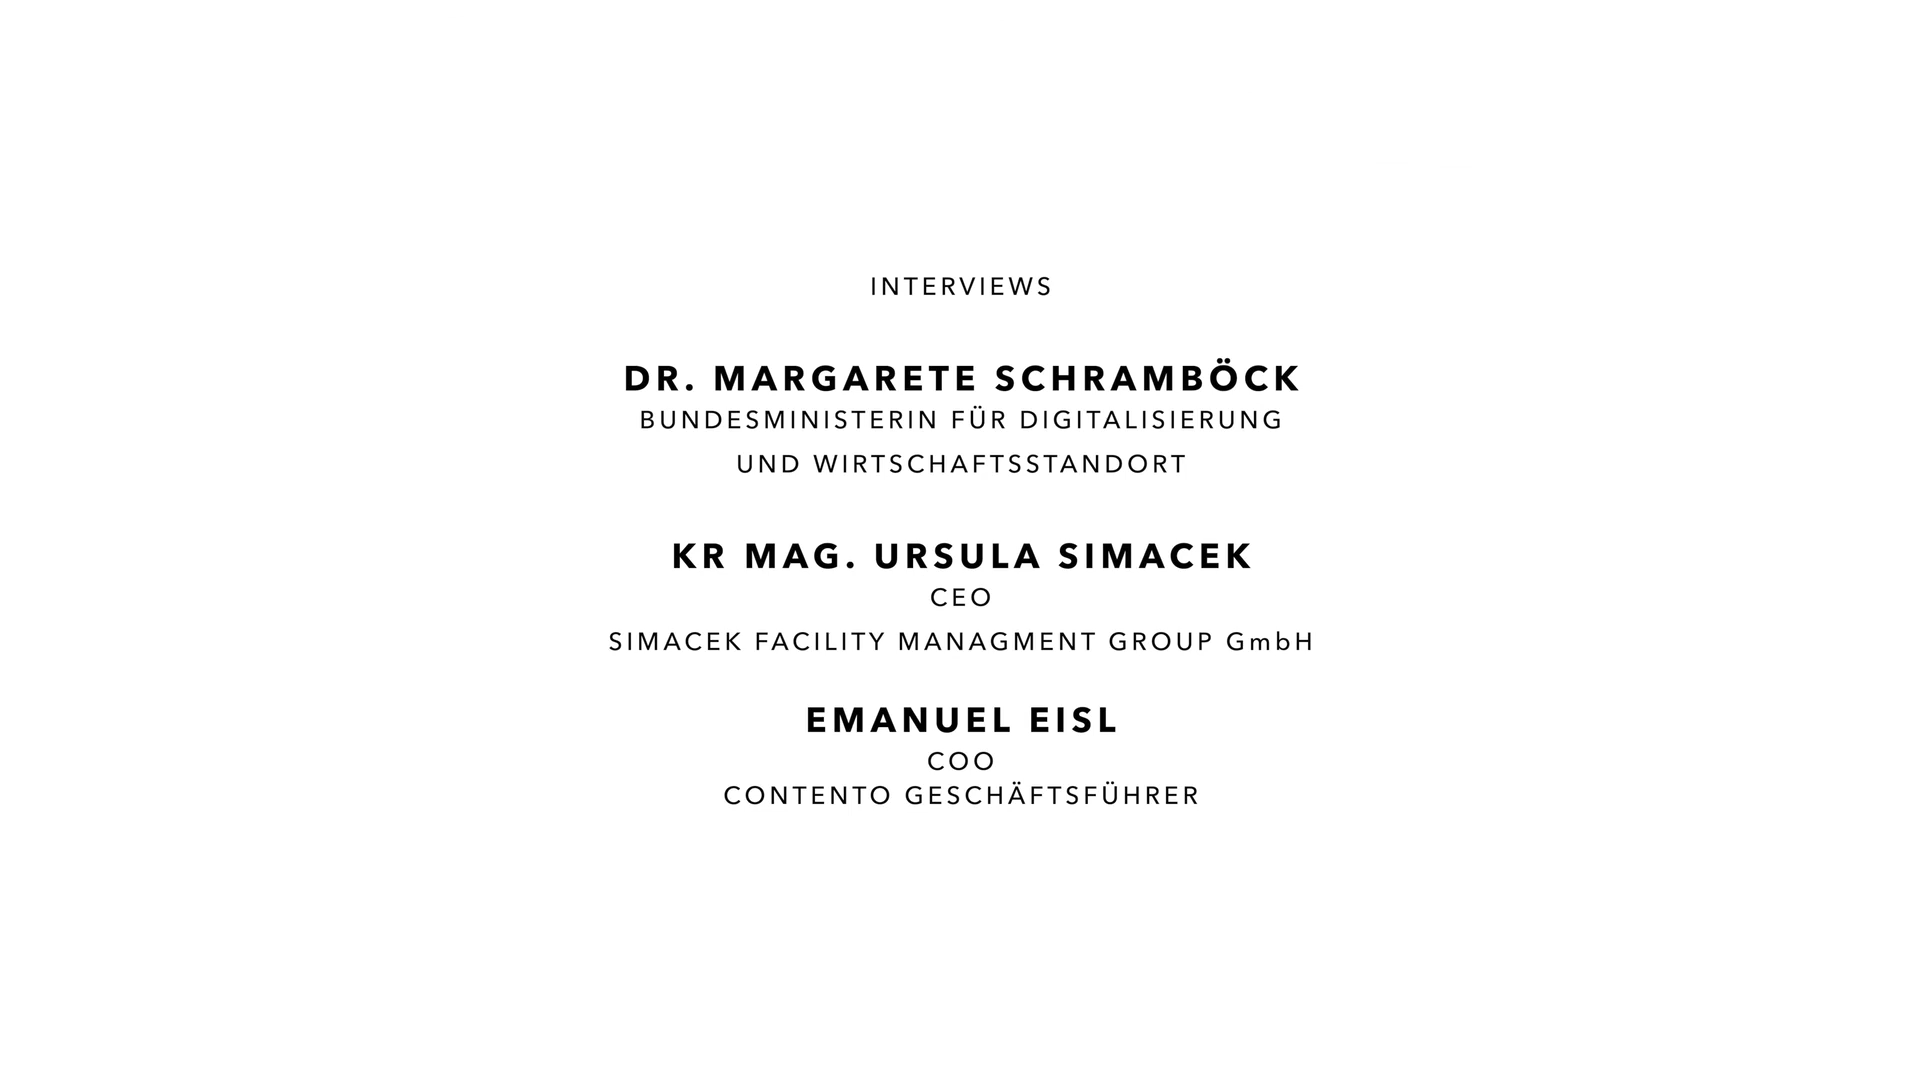 INTERVIEWS
DR. MARGARETE SCHRAMBÖCK
BUNDESMINISTERIN FÜR DIGITALISIERUNG
UND WIRTSCHAFTSSTANDORT
KR MAG. URSULA SIMACEK
CEO
SIMACEK FACILITY MANAGMENT GROUP GmbH
EMANUEL EISL
COO
CONTENTO GESCHÄFTSFÜHRER